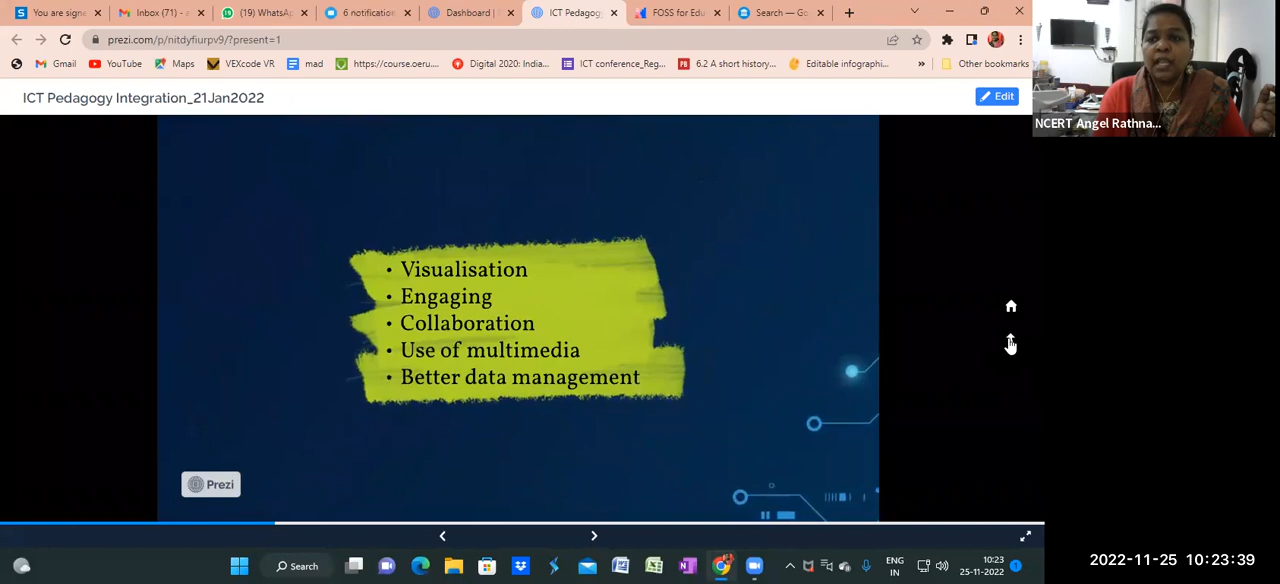 You are signe
Inbox (71) - a
(19) WhatsAp
6 notification
Dashboard |
ICT Pedagog
FOSS for Edu
Search — Go
prezi.com/p/nitdyfiurpv9/?present=1
Gmail
YouTube
Maps
VEXcode VR
mad
https://course.oeru....
Digital 2020: India...
ICT conference_Reg...
6.2 A short history...
Editable infographi...
»
Other bookmarks
ICT Pedagogy Integration_21Jan2022
Edit
NCERT Angel Rathna...
• Visualisation
• Engaging
• Collaboration
• Use of multimedia
• Better data management
Prezi
Search
ENG
IN
10:23
25-11-2022
1
2022-11-25 10:23:39